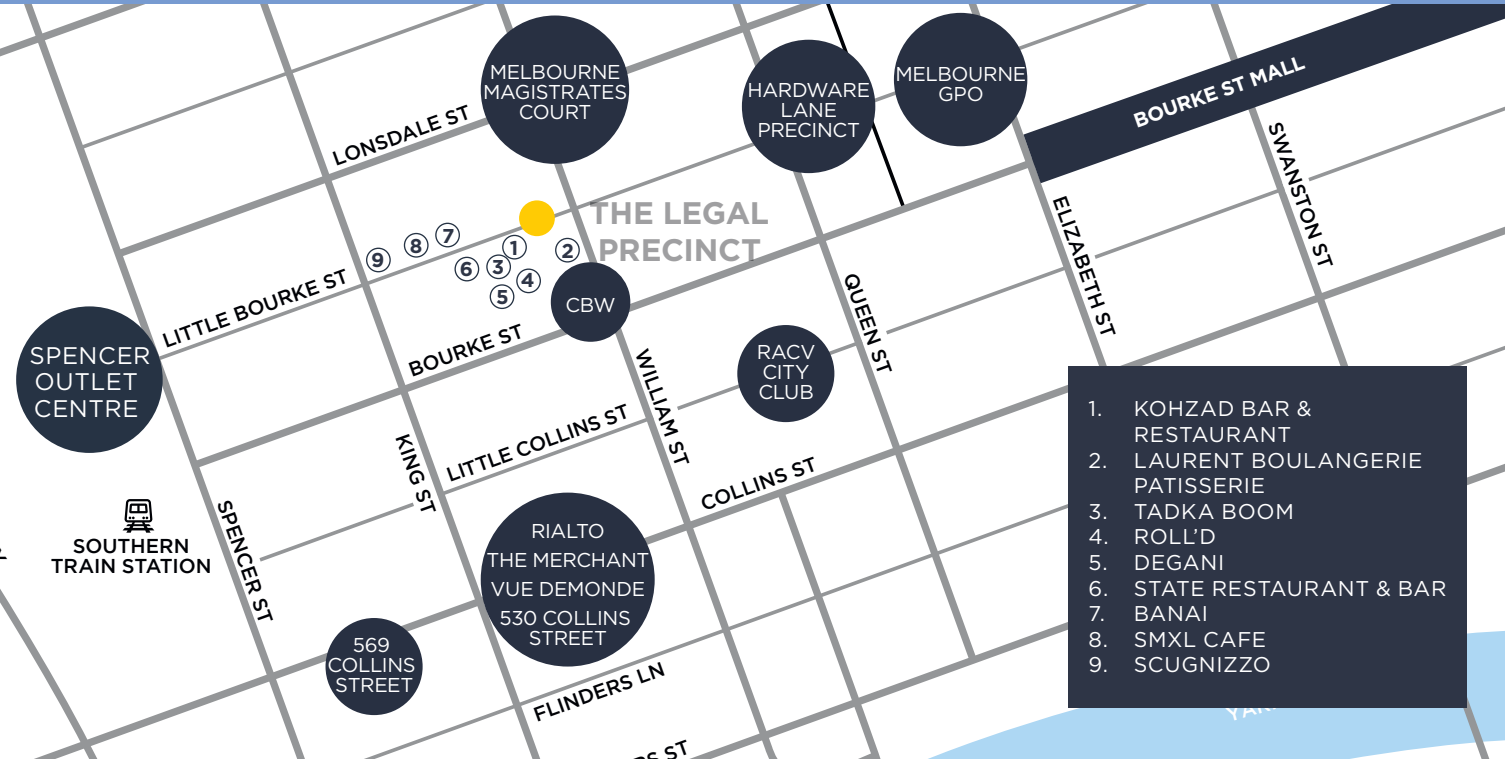 MELBOURNE
MAGISTRATES
COURT
HARDWARE
LANE
PRECINCT
MELBOURNE
GPO
BOURKE ST MALL
LONSDALE ST
SWANSTON ST
THE LEGAL
PRECINCT
ELIZABETH ST
1
2
3
4
5
6
7
8
9
LITTLE BOURKE ST
CBW
BOURKE ST
QUEEN ST
SPENCER
OUTLET
CENTRE
WILLIAM ST
RACV
CITY
CLUB
KING ST
LITTLE COLLINS ST
COLLINS ST
SOUTHERN
TRAIN STATION
SPENCER ST
RIALTO
THE MERCHANT
VUE DEMONDE
530 COLLINS
STREET
569
COLLINS
STREET
FLINDERS LN
ST
1. KOHZAD BAR &
RESTAURANT
2. LAURENT BOULANGERIE
PATISSERIE
3. TADKA BOOM
4. ROLL'D
5. DEGANI
6. STATE RESTAURANT & BAR
7. BANAI
8. SMXL CAFE
9. SCUGNIZZO